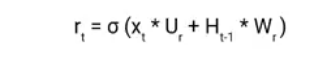 rₜ = σ (xₜ * Uᵣ + Hₜ₋₁ * Wᵣ)